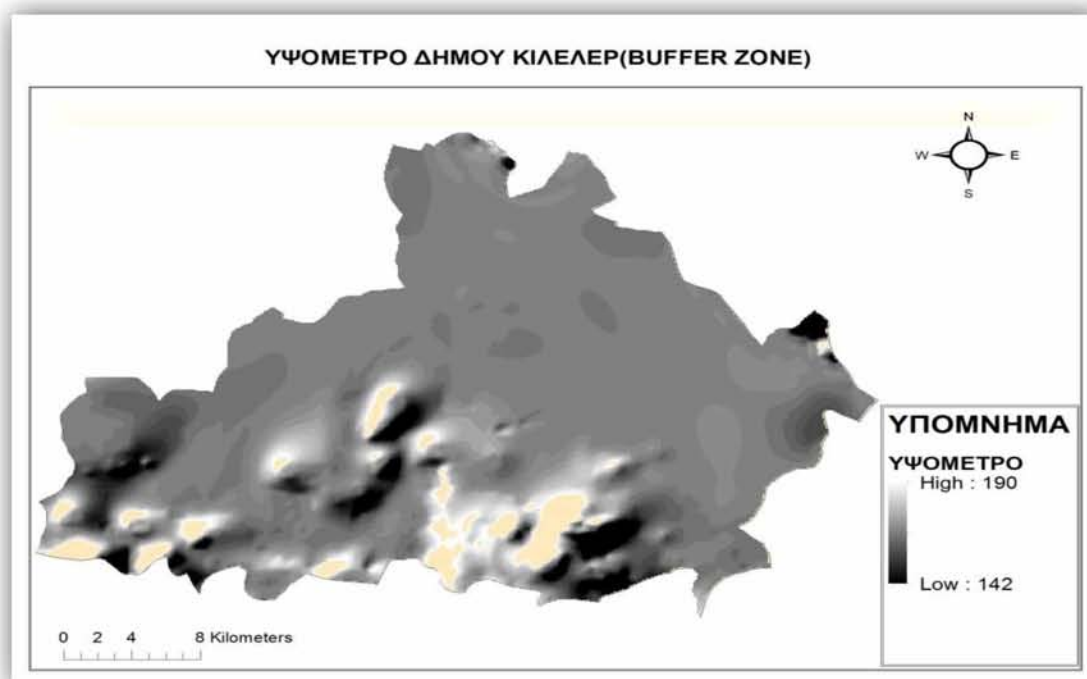 ΥΨΟΜΕΤΡΟ ΔΗΜΟΥ ΚΙΛΕΛΕΡ(BUFFER ZONE)
N
W E
S
ΥΠΟΜΝΗΜΑ
ΥΨΟΜΕΤΡΟ
High : 190
Low : 142
0 2 4 8 Kilometers